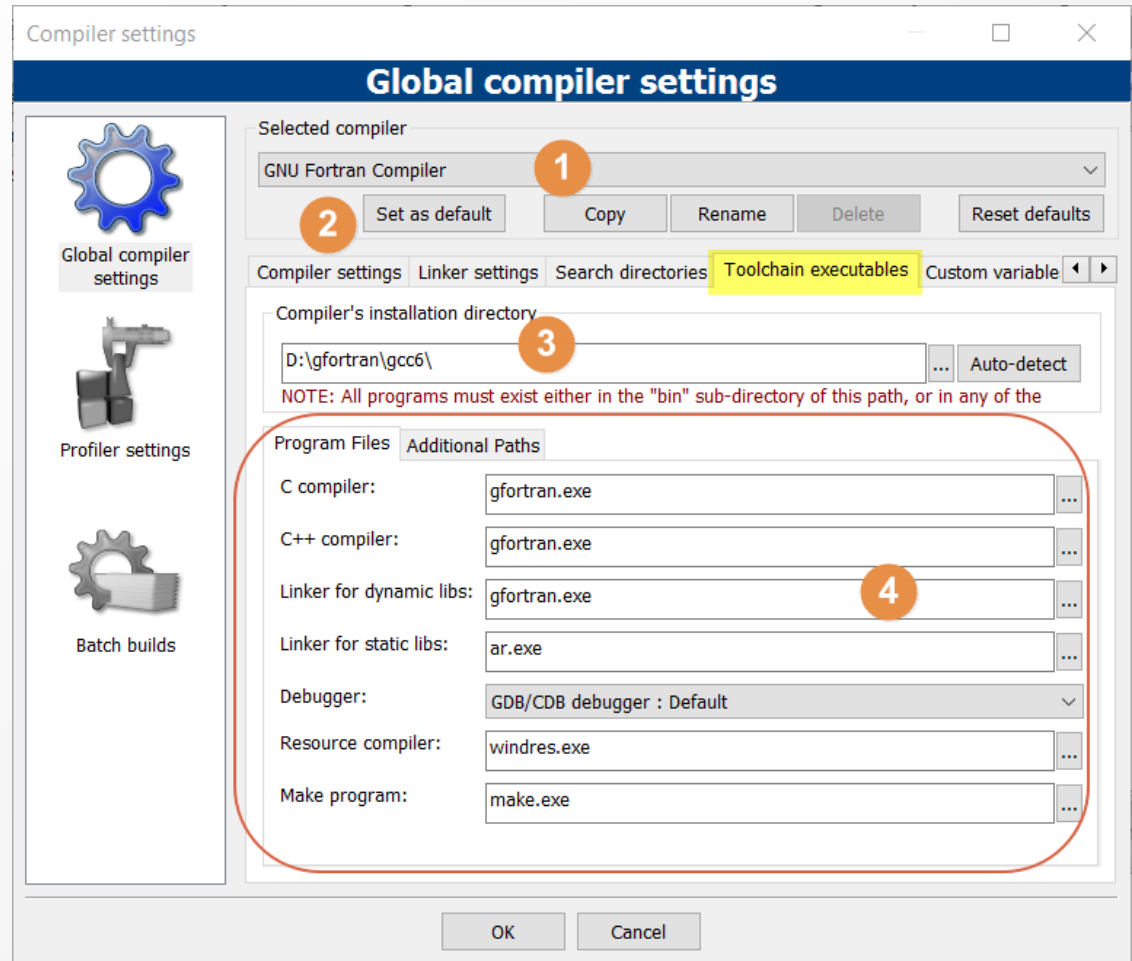 Compiler settings
Global compiler settings
Selected compiler
GNU Fortran Compiler
1
2
Set as default
Copy
Rename
Delete
Reset defaults
Global compiler
settings
Compiler settings
Linker settings
Search directories
Toolchain executables
Custom variable
Compiler's installation directory
3
D:\gfortran\gcc6\
...
Auto-detect
NOTE: All programs must exist either in the "bin" sub-directory of this path, or in any of the
Profiler settings
Program Files
Additional Paths
C compiler:
gfortran.exe
...
C++ compiler:
gfortran.exe
...
Linker for dynamic libs:
gfortran.exe
4
...
Batch builds
Linker for static libs:
ar.exe
...
Debugger:
GDB/CDB debugger : Default
Resource compiler:
windres.exe
...
Make program:
make.exe
...
OK
Cancel